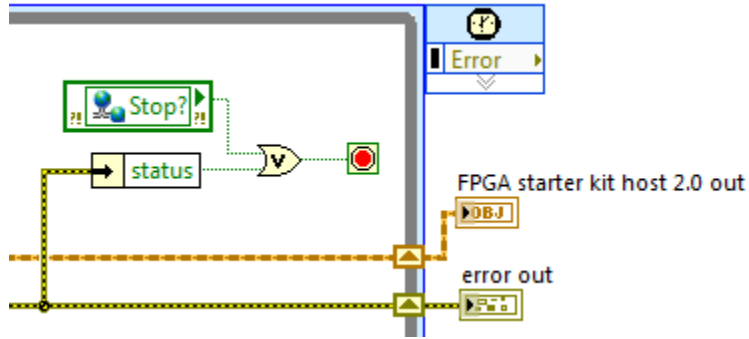 Error
?! Stop? ?!
V
status
FPGA starter kit host 2.0 out
OBJ
error out